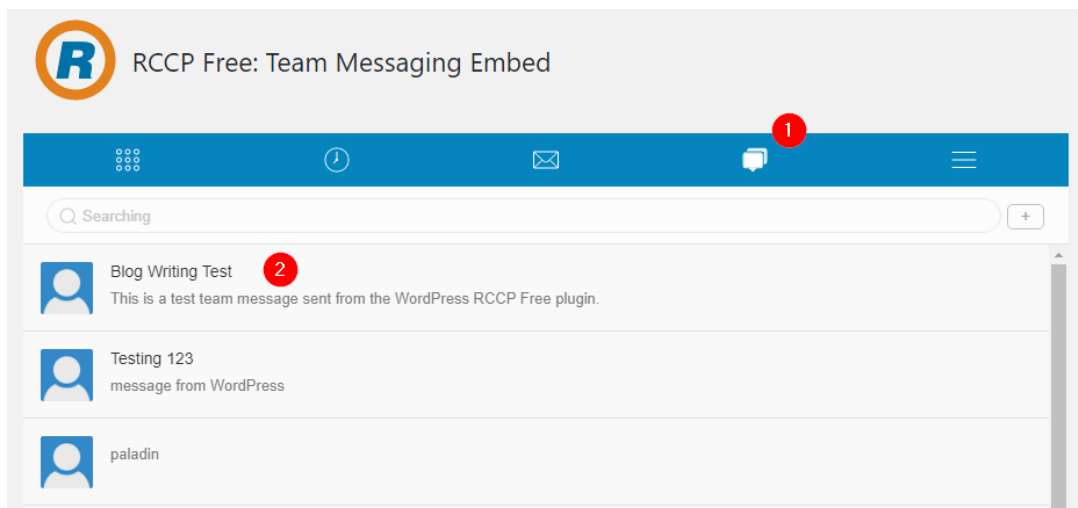 R
RCCP Free: Team Messaging Embed
1
Searching
+
Blog Writing Test
2
This is a test team message sent from the WordPress RCCP Free plugin.
Testing 123
message from WordPress
paladin